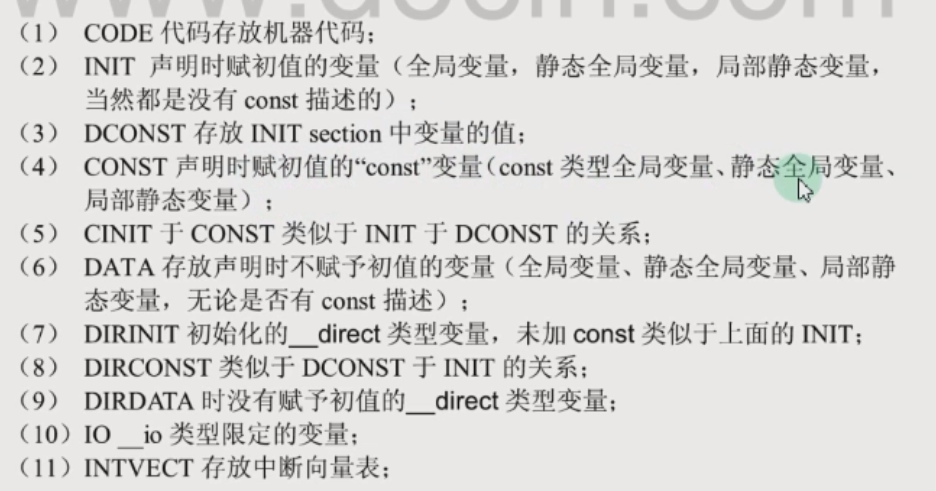 www.docin.com
（1） CODE 代码存放机器代码；
（2） INIT 声明时赋初值的变量（全局变量，静态全局变量，局部静态变量，
当然都是没有 const 描述的）；
（3） DCONST 存放 INIT section 中变量的值；
（4） CONST 声明时赋初值的“const”变量（const 类型全局变量、静态全局变量、
局部静态变量）；
（5） CINIT 于 CONST 类似于 INIT 于 DCONST 的关系；
（6） DATA 存放声明时不赋予初值的变量（全局变量、静态全局变量、局部静
态变量，无论是否有 const 描述）；
（7） DIRINIT 初始化的__direct 类型变量，未加 const 类似于上面的 INIT；
（8） DIRCONST 类似于 DCONST 于 INIT 的关系；
（9） DIRDATA 时没有赋予初值的__direct 类型变量；
（10）IO __io 类型限定的变量；
（11）INTVECT 存放中断向量表；